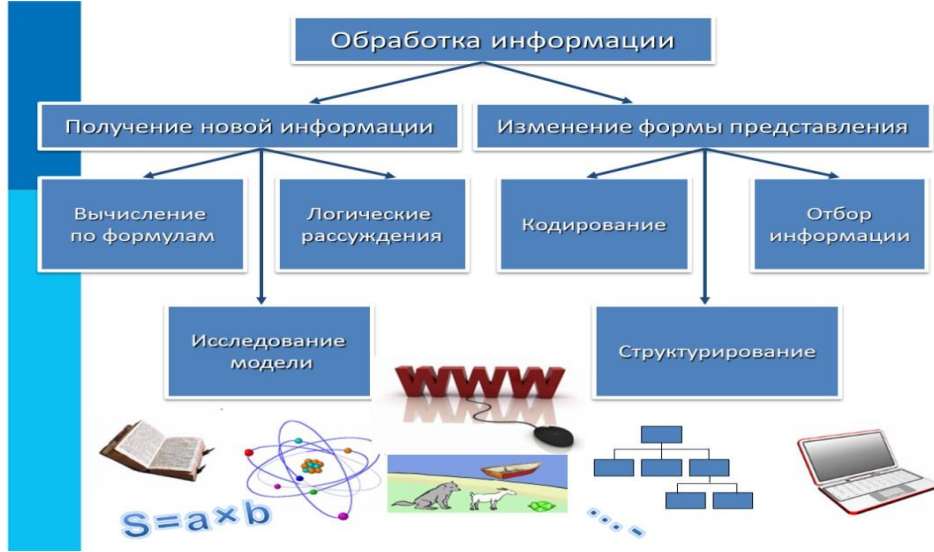 Обработка информации
Получение новой информации
Изменение формы представления
Вычисление
по формулам
Логические
рассуждения
Кодирование
Отбор
информации
Исследование
модели
Структурирование
www
S=a×b
...-